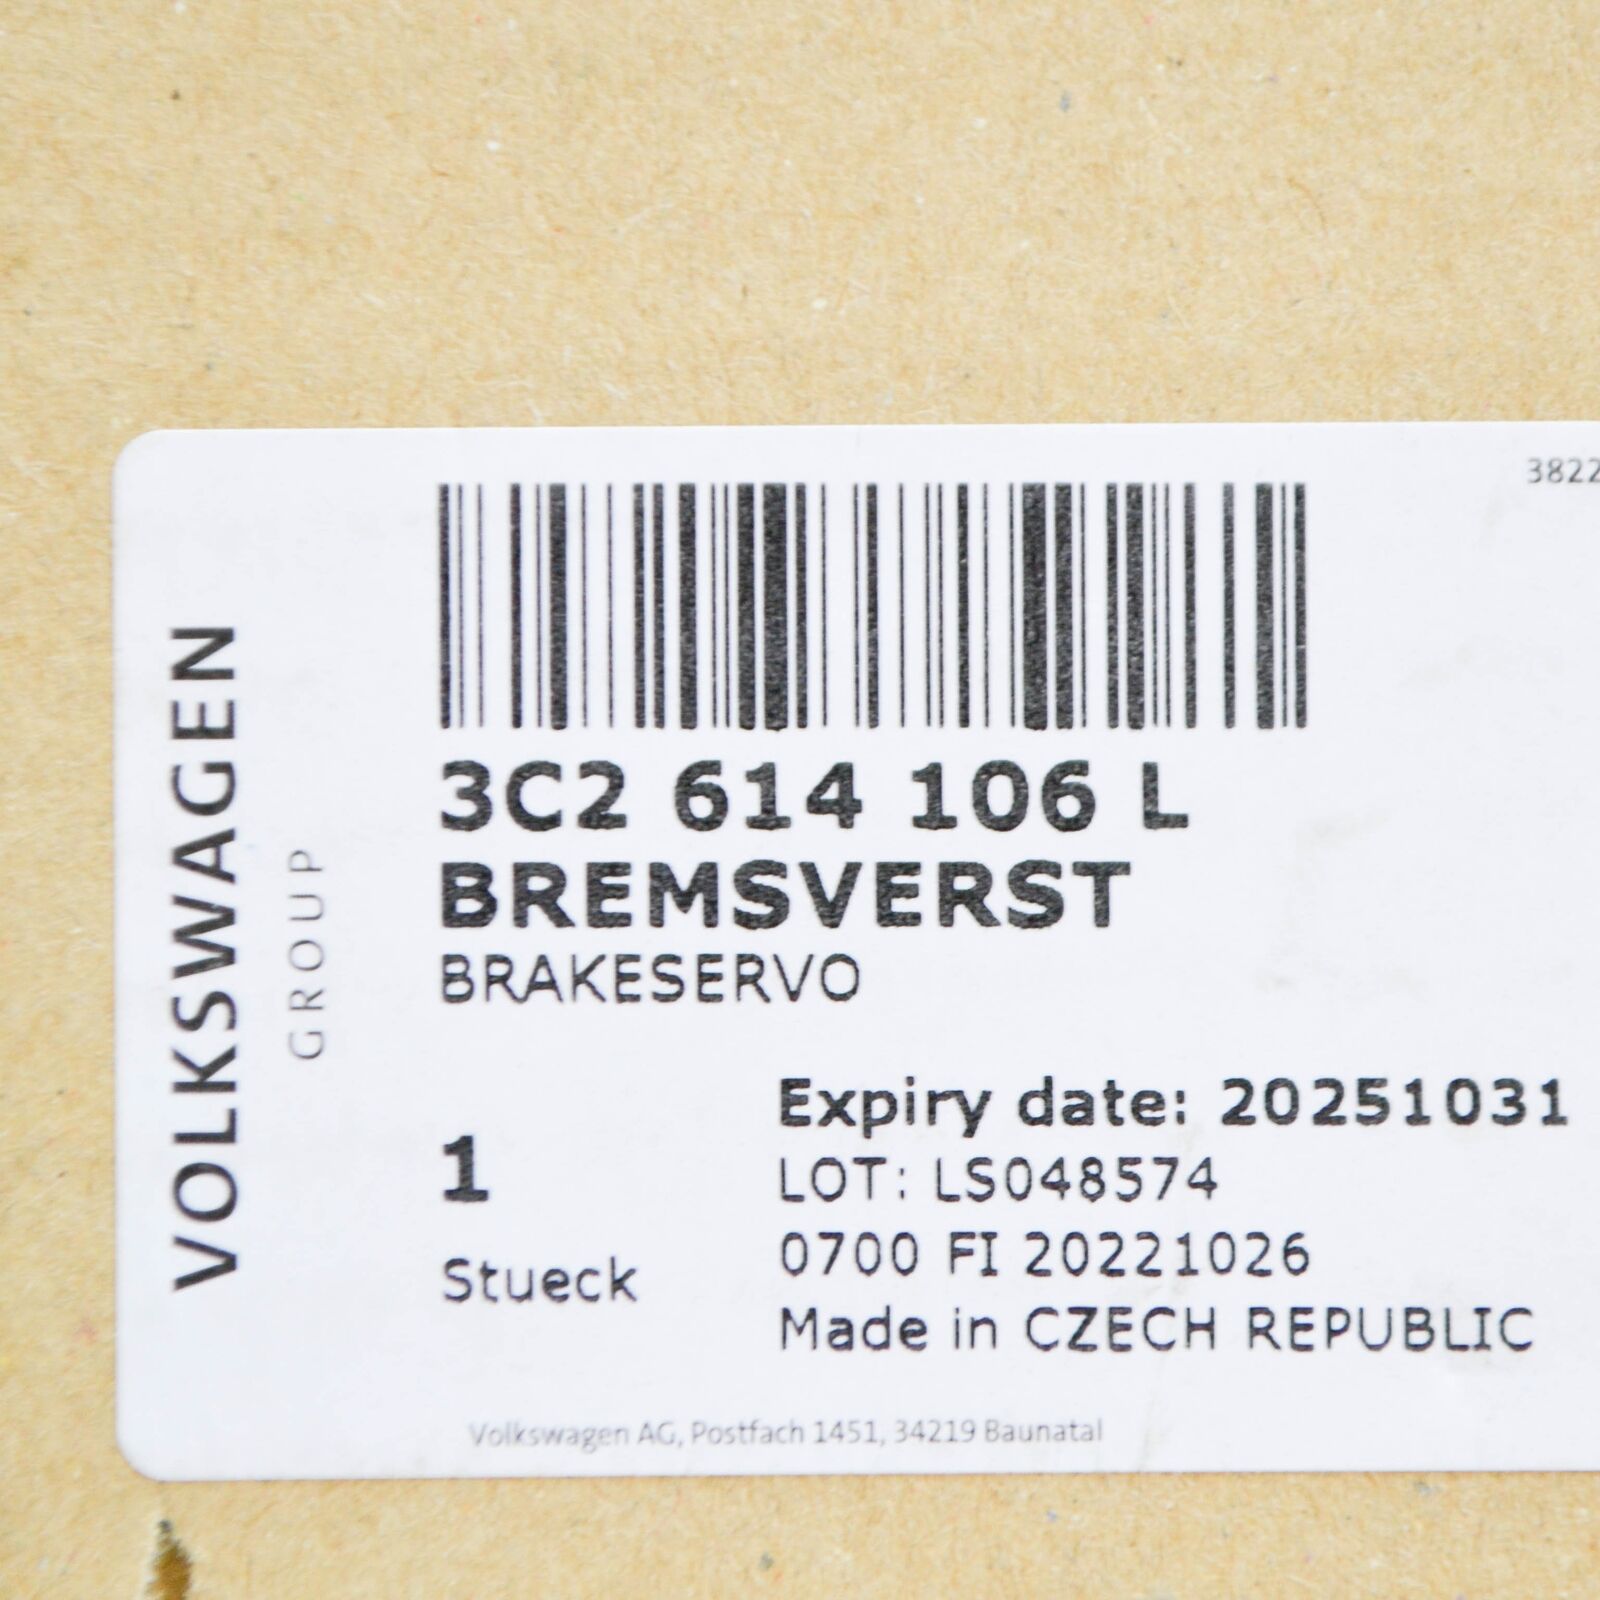 3822
VOLKSWAGEN
GROUP
3C2 614 106 L
BREMSVERST
BRAKESERVO
1
Stueck
Expiry date: 20251031
LOT: LS048574
0700 FI 20221026
Made in CZECH REPUBLIC
Volkswagen AG, Postfach 1451, 34219 Baunatal